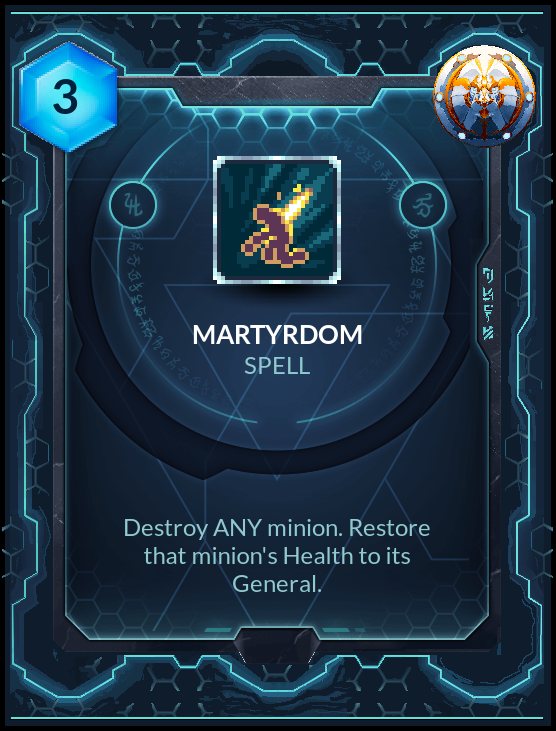 3
MARTYRDOM
SPELL
Destroy ANY minion. Restore
that minion's Health to its
General.